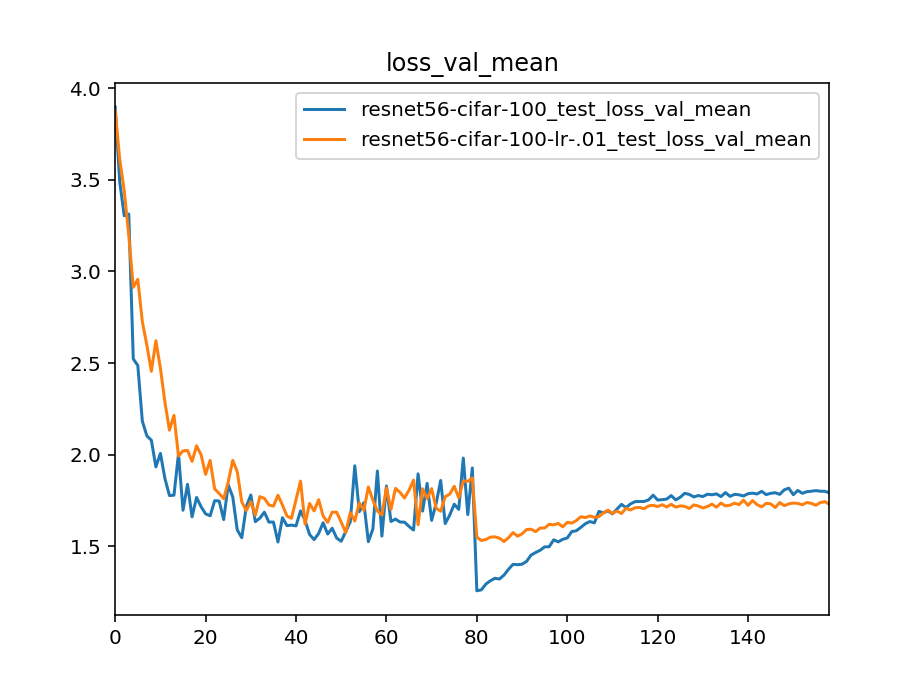 loss_val_mean
resnet56-cifar-100_test_loss_val_mean
resnet56-cifar-100-lr-.01_test_loss_val_mean
4.0
3.5
3.0
2.5
2.0
1.5
0 20 40 60 80 100 120 140